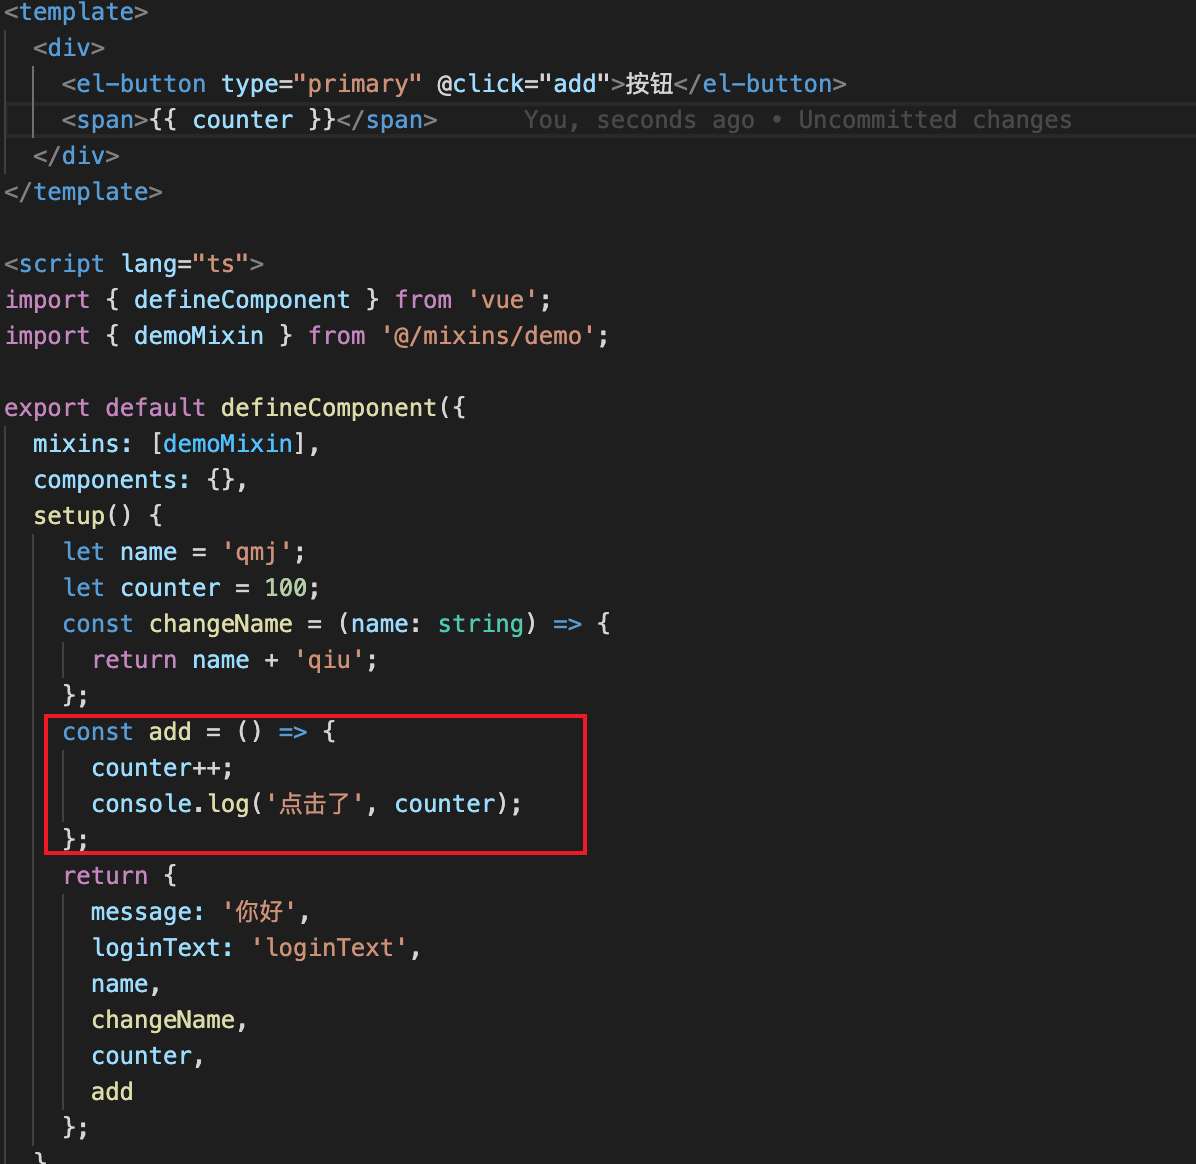 <template>
<div>
<el-button type="primary" @click="add">按钮</el-button>
<span>{{ counter }}</span> You, seconds ago • Uncommitted changes
</div>
</template>
<script lang="ts">
import { defineComponent } from 'vue';
import { demoMixin } from '@/mixins/demo';
export default defineComponent({
mixins: [demoMixin],
components: {},
setup() {
let name = 'qmj';
let counter = 100;
const changeName = (name: string) => {
return name + 'qiu';
};
const add = () => {
counter++;
console.log('点击了', counter);
};
return {
message: '你好',
loginText: 'loginText',
name,
changeName,
counter,
add
};
}